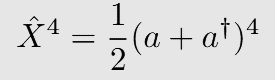 X̂⁴ = 1/2 (a + a†)⁴